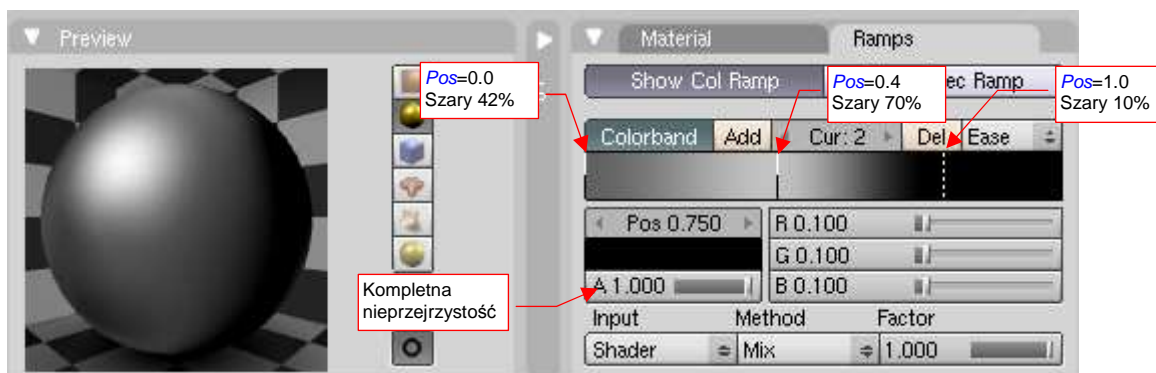 Preview
Pos=0.0
Szary 42%
Kompletna
nieprzejrzystość
Material
Ramps
Show Col Ramp
ec Ramp
Pos=0.4
Szary 70%
Pos=1.0
Szary 10%
Colorband
Add
Cur: 2
Del
Ease
Pos 0.750
R 0.100
G 0.100
A 1.000
B 0.100
Input
Method
Factor
Shader
Mix
1.000